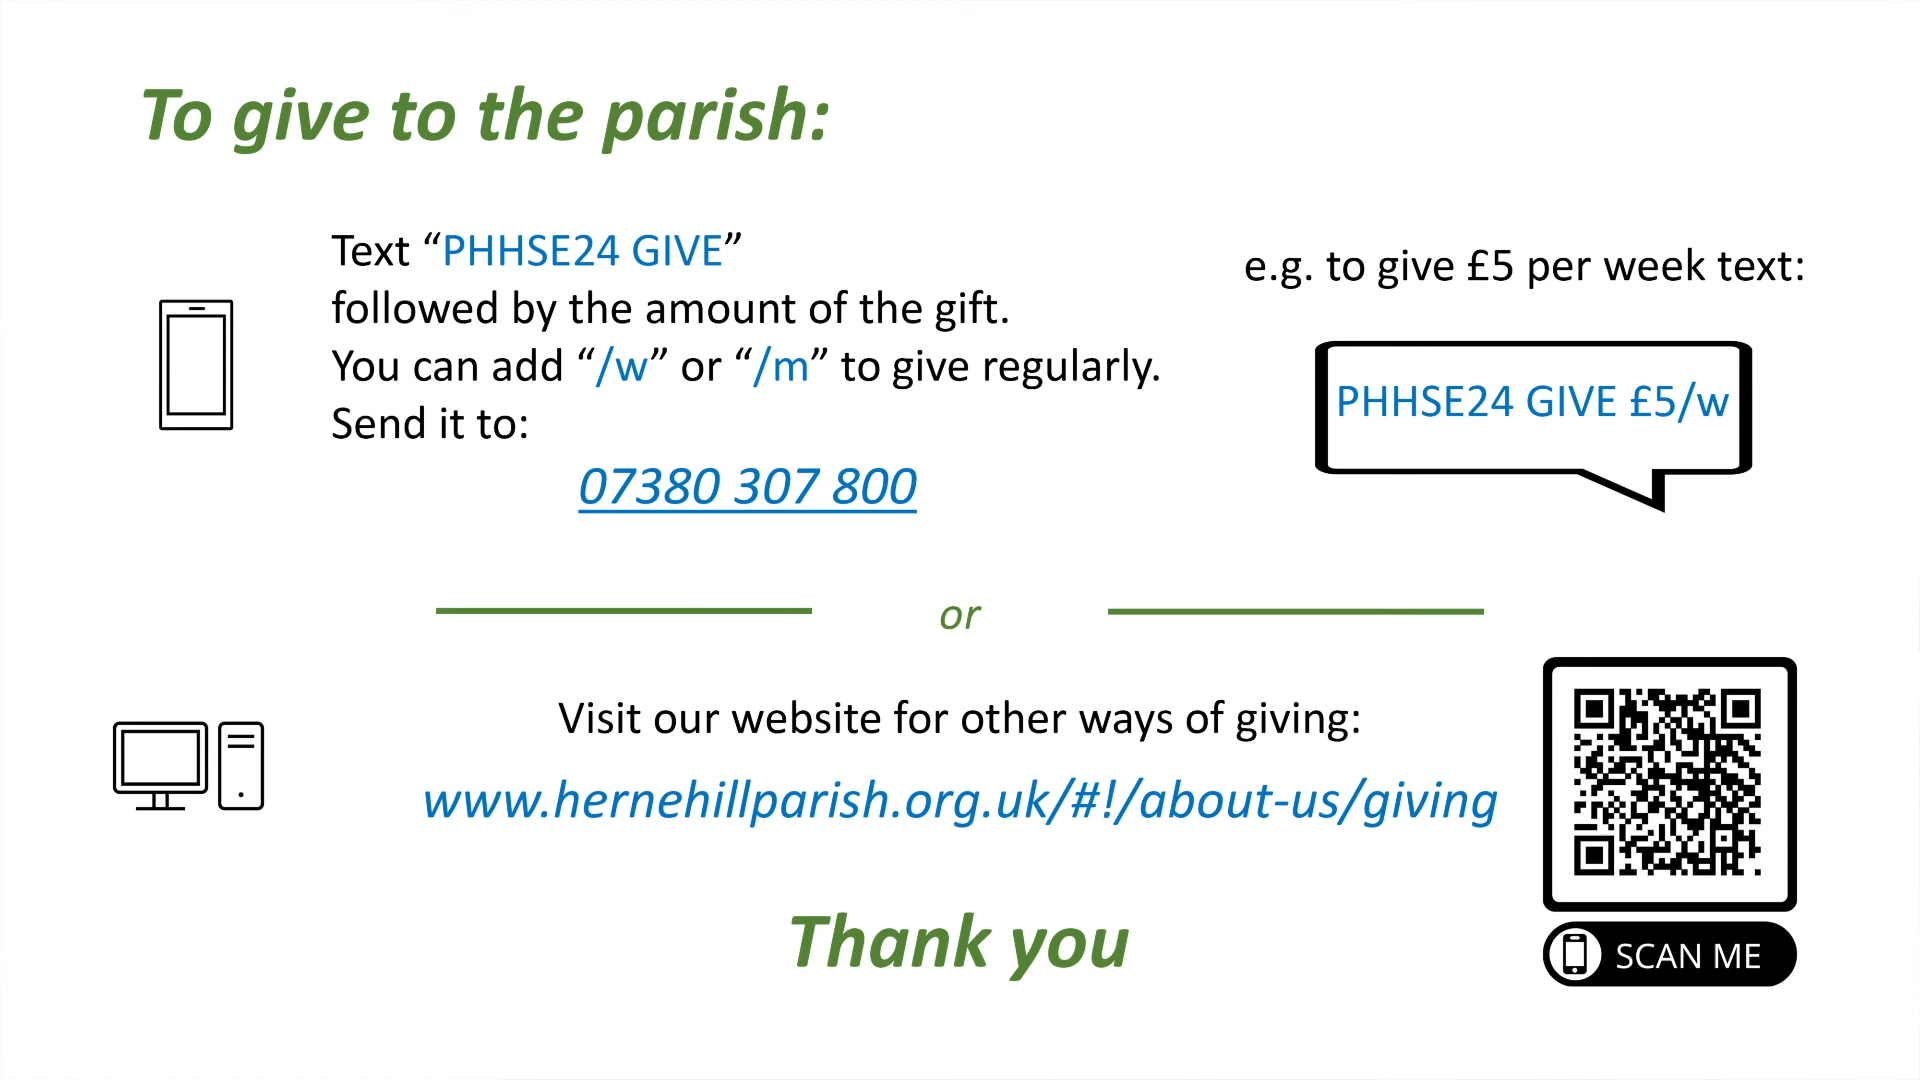 To give to the parish:
Text “PHHSE24 GIVE”
followed by the amount of the gift.
You can add “/w” or “/m” to give regularly.
Send it to:
07380 307 800
e.g. to give £5 per week text:
PHHSE24 GIVE £5/w
or
Visit our website for other ways of giving:
www.hernehillparish.org.uk/#!/about-us/giving
Thank you
SCAN ME